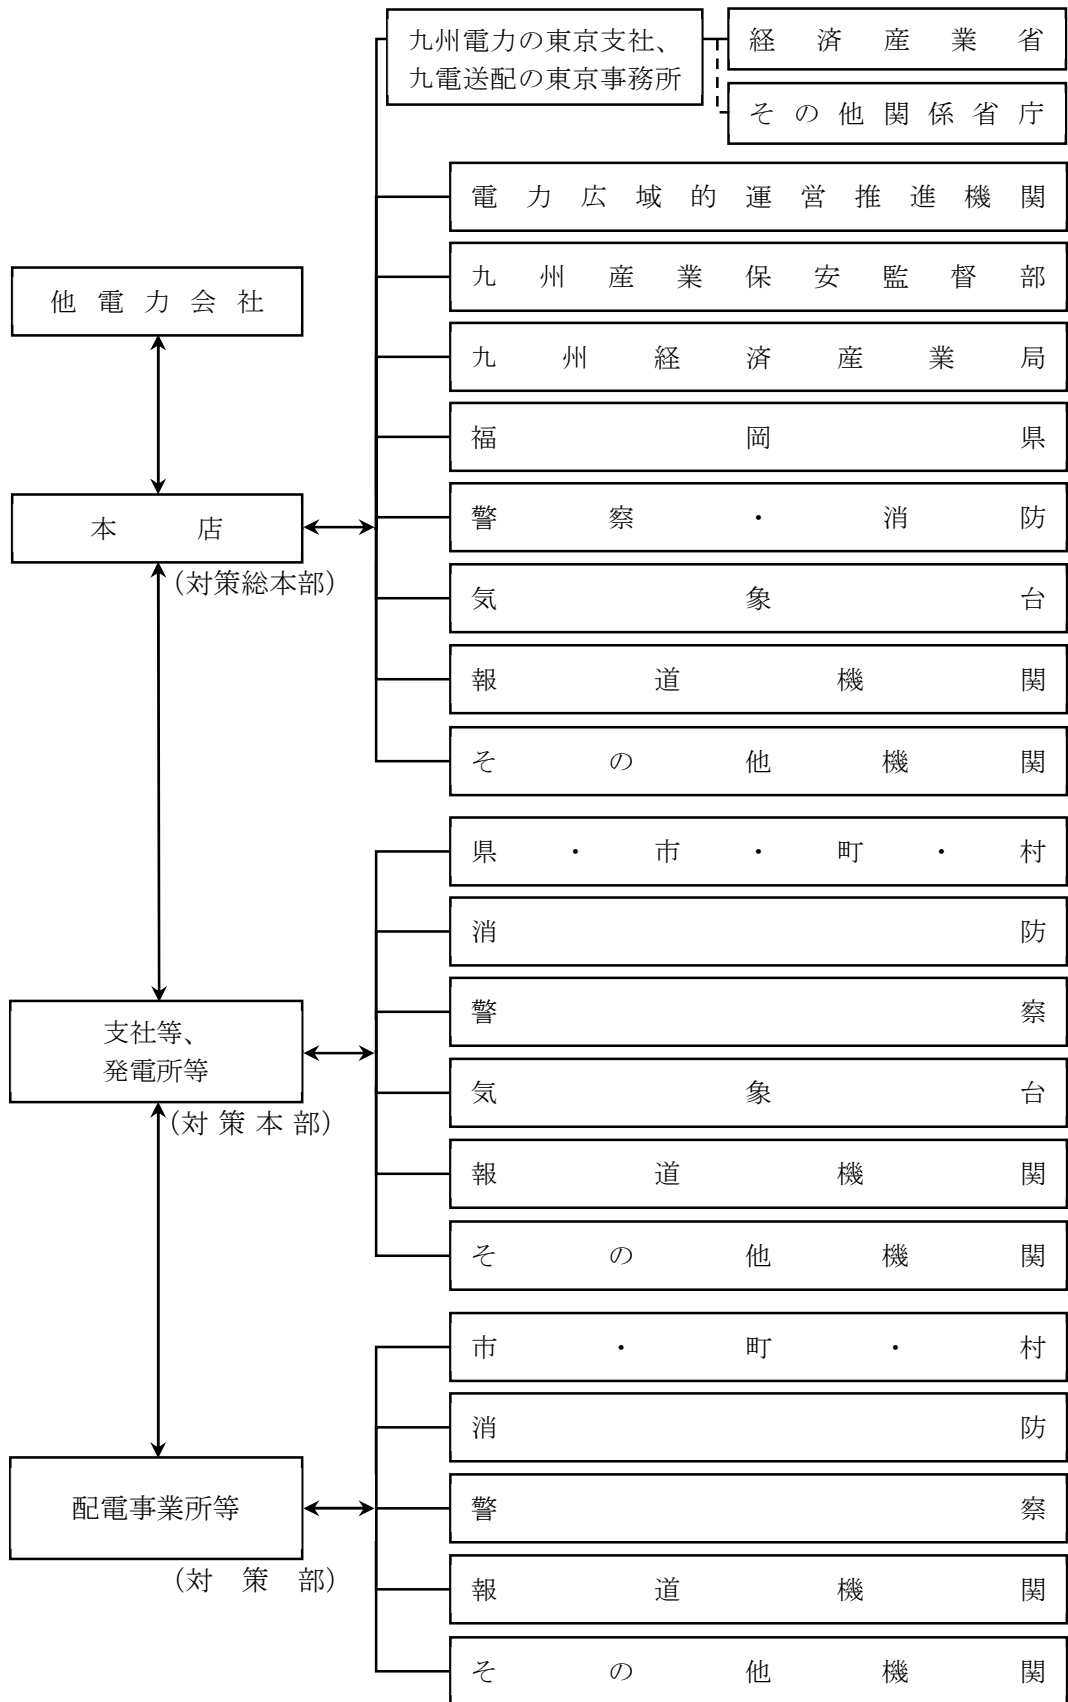 九州電力の東京支社、
九電送配の東京事務所
経済産業省
その他関係省庁
電力広域的運営推進機関
九州産業保安監督部
他電力会社
九州経済産業局
福岡県
本店
(対策総本部)
警察・消防
気象台
報道機関
その他機関
県・市・町・村
消防
警察
支社等、
発電所等
(対策本部)
気象台
報道機関
その他機関
市・町・村
消防
警察
配電事業所等
(対策部)
報道機関
その他機関